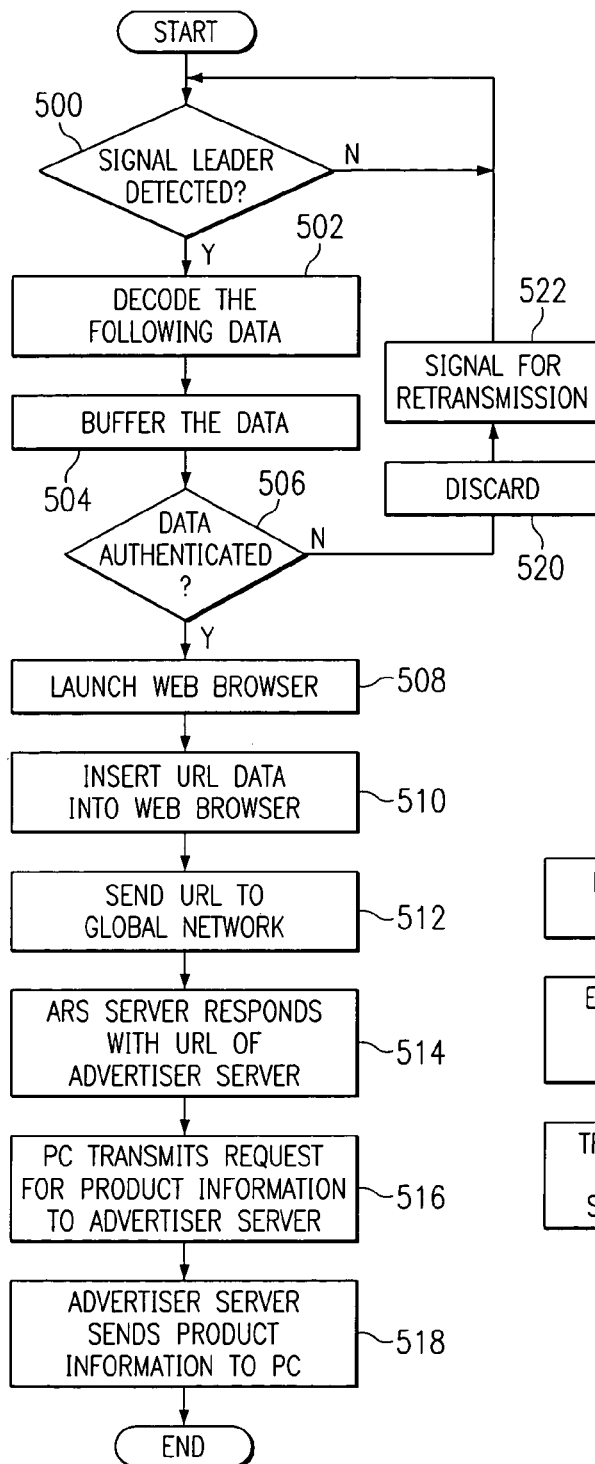 START
500
SIGNAL LEADER
DETECTED?
N
Y
502
DECODE THE
FOLLOWING DATA
522
SIGNAL FOR
RETRANSMISSION
BUFFER THE DATA
504
506
DISCARD
520
DATA
AUTHENTICATED
?
N
Y
LAUNCH WEB BROWSER
508
INSERT URL DATA
INTO WEB BROWSER
510
SEND URL TO
GLOBAL NETWORK
512
ARS SERVER RESPONDS
WITH URL OF
ADVERTISER SERVER
514
PC TRANSMITS REQUEST
FOR PRODUCT INFORMATION
TO ADVERTISER SERVER
516
ADVERTISER SERVER
SENDS PRODUCT
INFORMATION TO PC
518
END
E
T
S